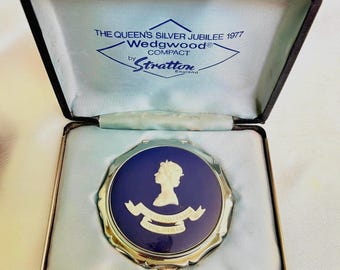 THE QUEEN'S SILVER JUBILEE 1977
Wedgwood®
COMPACT
by Stratton
England